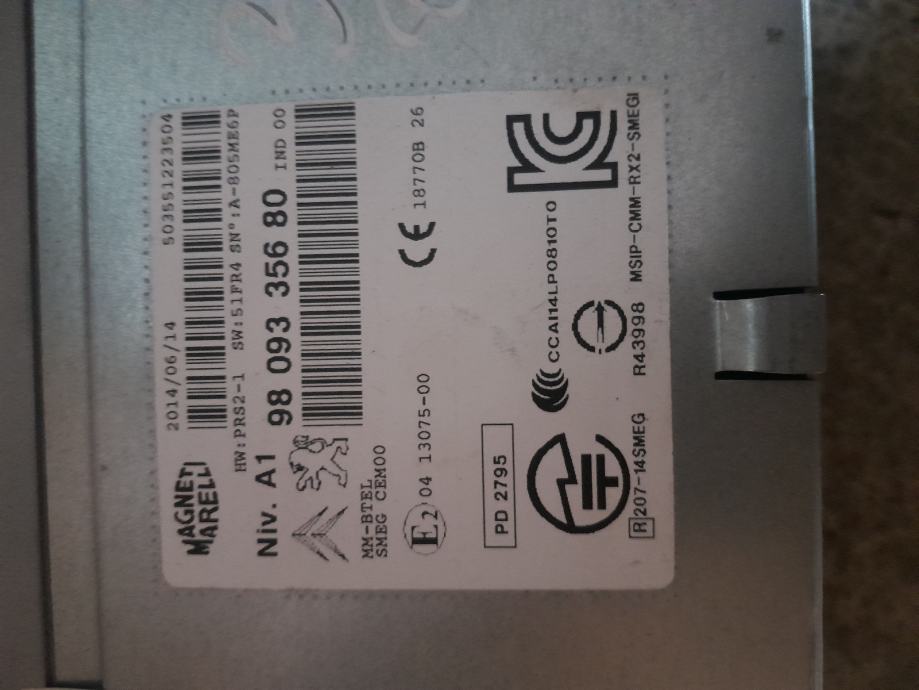 MAGNETI
MARELLI
2014/06/14 503551223504
HW:PRS2-1 SW:51FR4 SN°:A-805ME6P
Niv. A1 98 093 356 80 IND 00
MM-BTEL
SMEG CEM00
E2 04 13075-00 CE 18770B 26
PD 2795
CCAI14LP0810T0
R 207-14SMEG R43998 MSIP-CMM-RX2-SMEGI